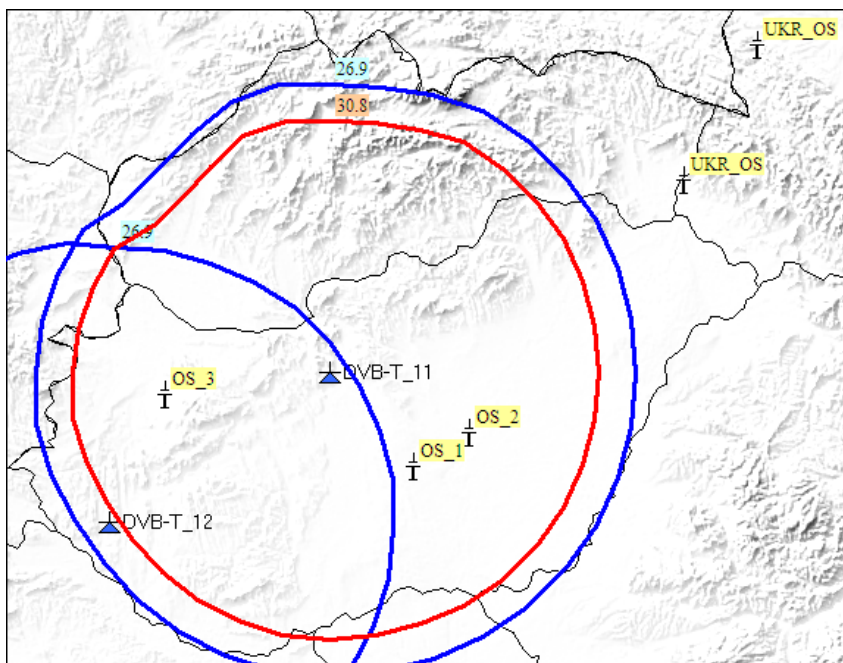 UKR_OS
26.9
30.8
UKR_OS
26.9
DVB-T_11
OS_3
OS_2
OS_1
DVB-T_12